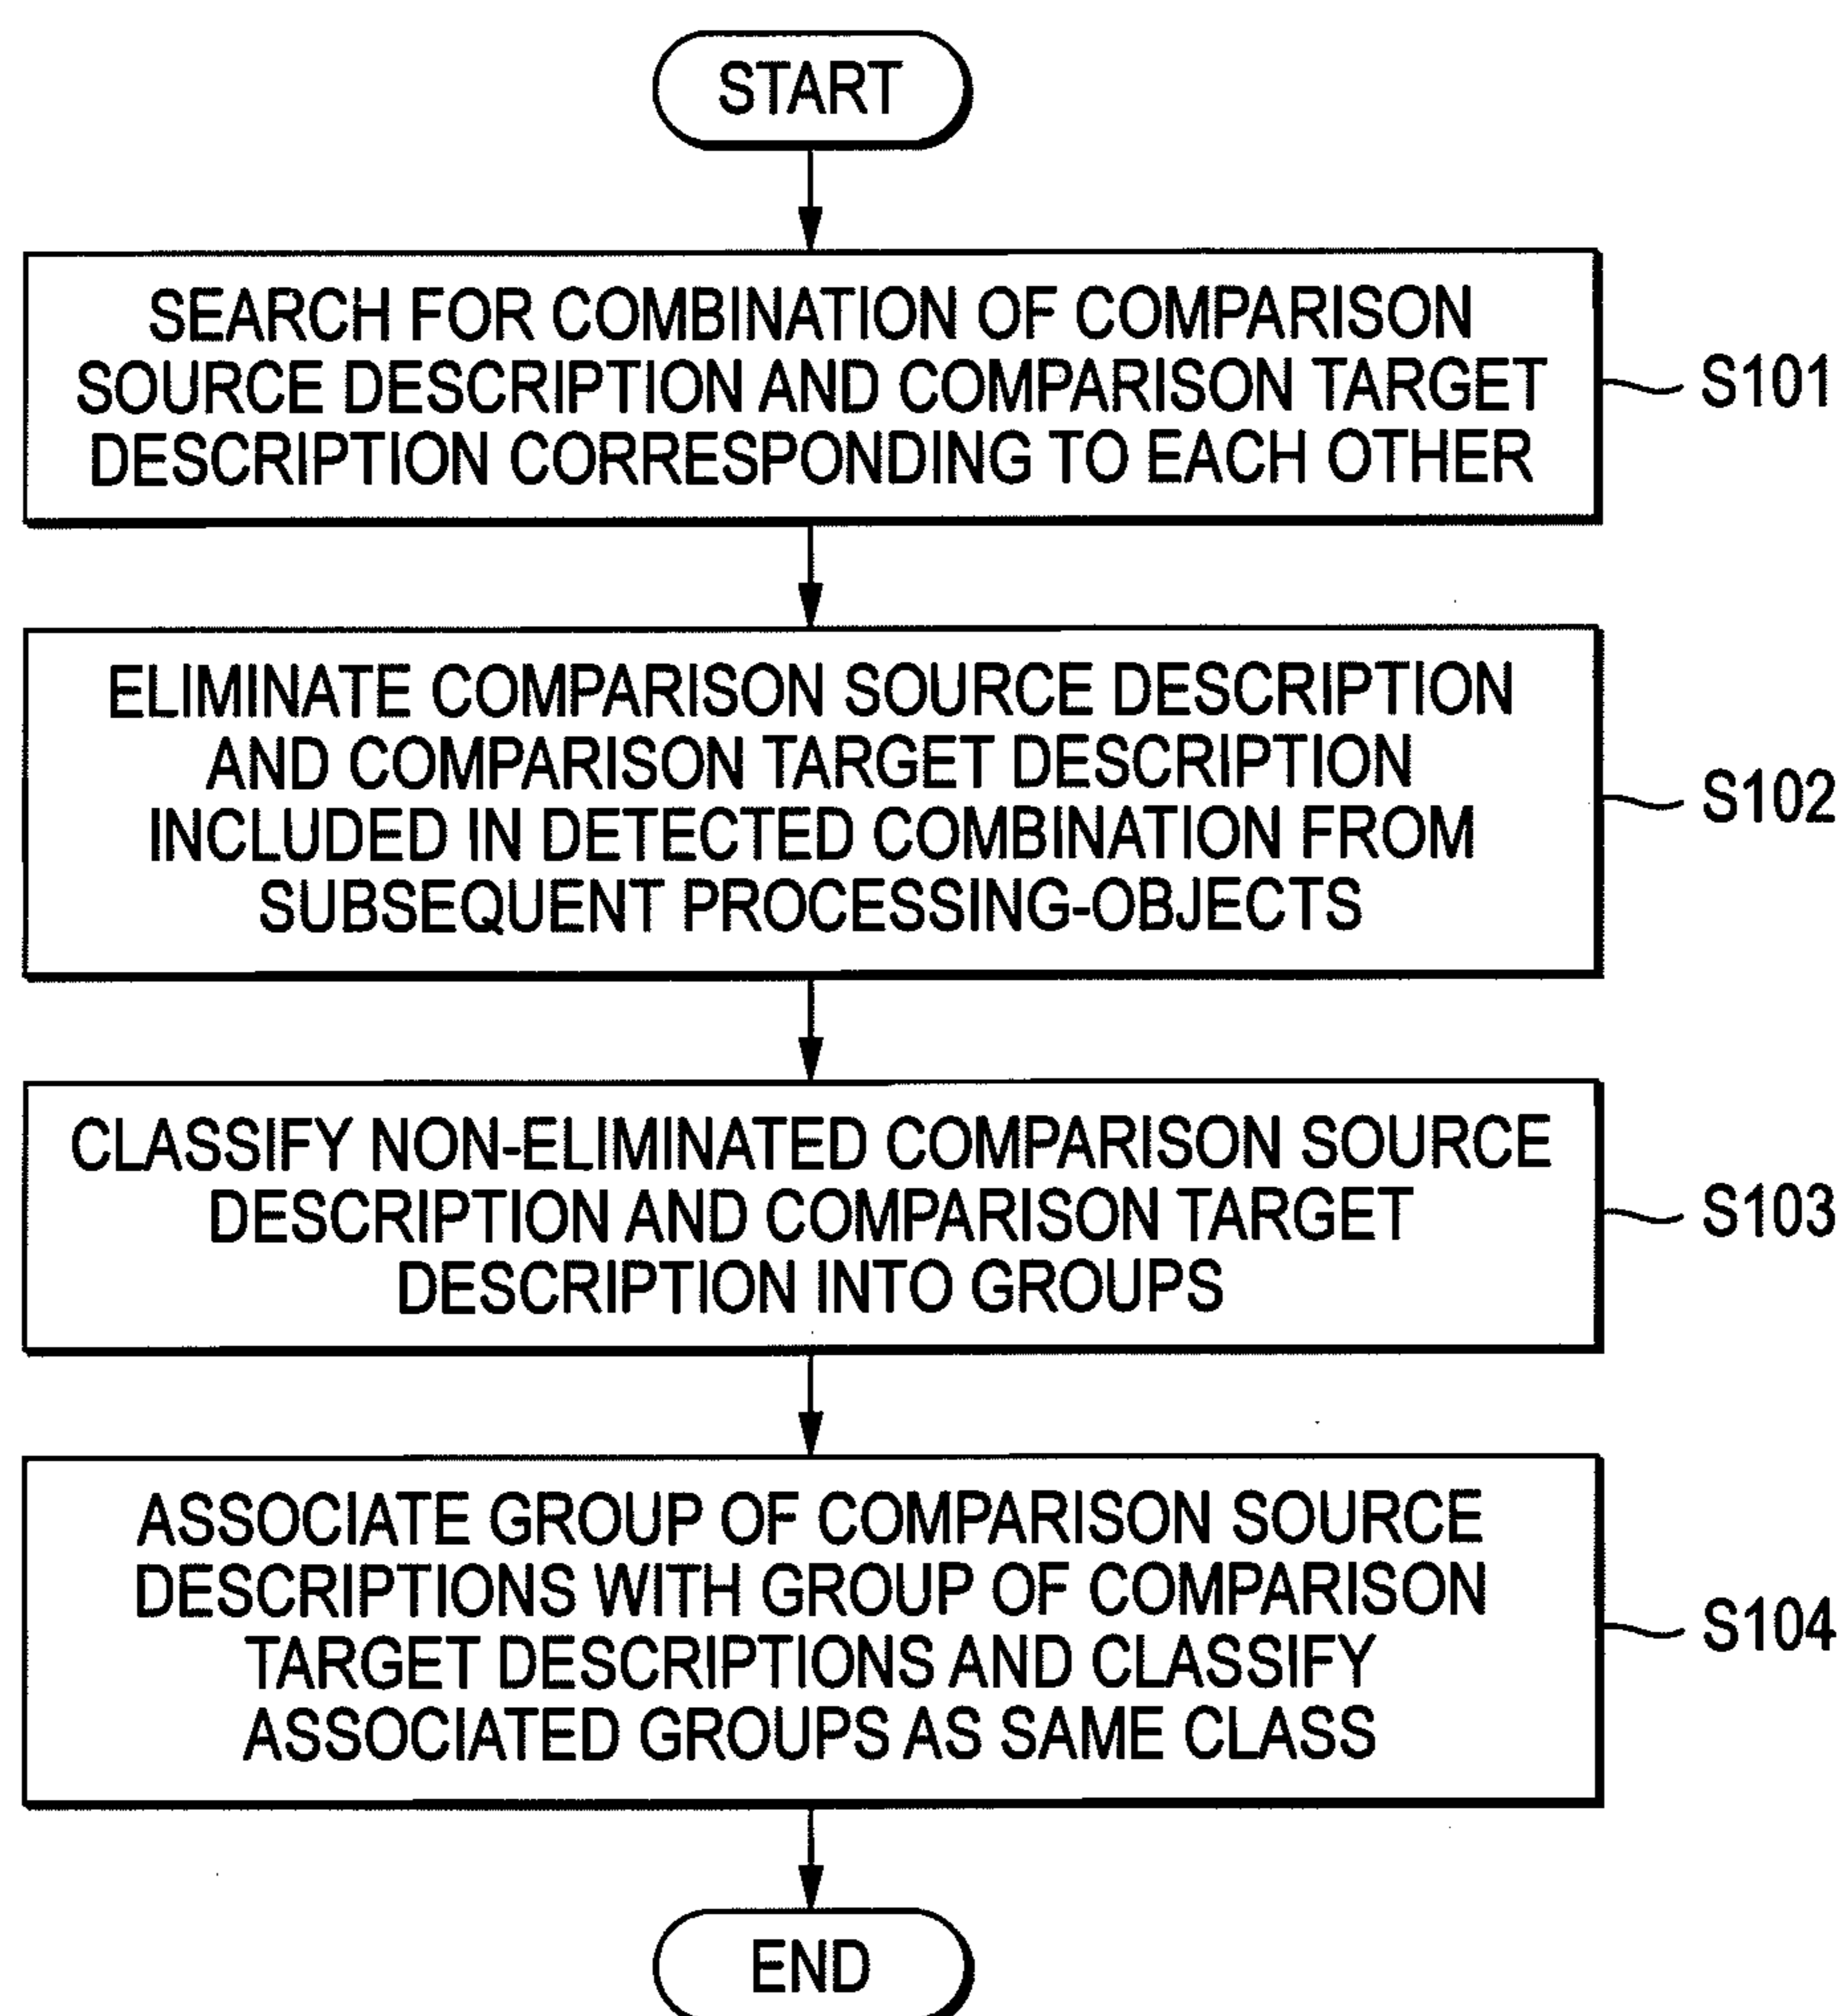 START
SEARCH FOR COMBINATION OF COMPARISON
SOURCE DESCRIPTION AND COMPARISON TARGET
DESCRIPTION CORRESPONDING TO EACH OTHER
S101
ELIMINATE COMPARISON SOURCE DESCRIPTION
AND COMPARISON TARGET DESCRIPTION
INCLUDED IN DETECTED COMBINATION FROM
SUBSEQUENT PROCESSING-OBJECTS
S102
CLASSIFY NON-ELIMINATED COMPARISON SOURCE
DESCRIPTION AND COMPARISON TARGET
DESCRIPTION INTO GROUPS
S103
ASSOCIATE GROUP OF COMPARISON SOURCE
DESCRIPTIONS WITH GROUP OF COMPARISON
TARGET DESCRIPTIONS AND CLASSIFY
ASSOCIATED GROUPS AS SAME CLASS
S104
END